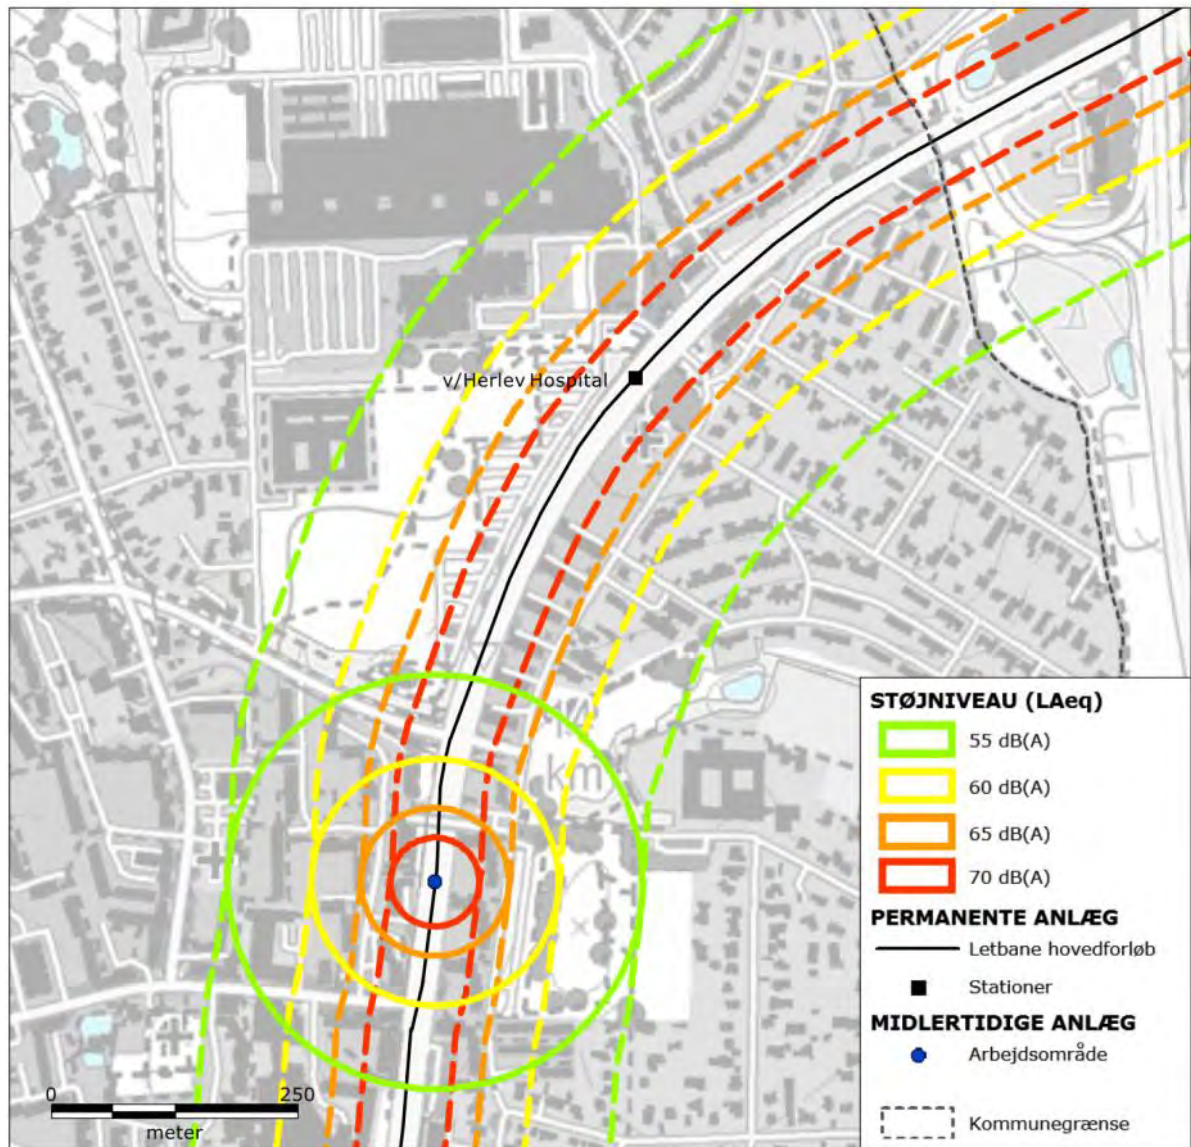 v/Herlev Hospital
km
STØJNIVEAU (LAeq)
55 dB(A)
60 dB(A)
65 dB(A)
70 dB(A)
PERMANENTE ANLÆG
Letbane hovedforløb
Stationer
MIDLERTIDIGE ANLÆG
Arbejdsområde
Kommunegrænse
0 250
meter